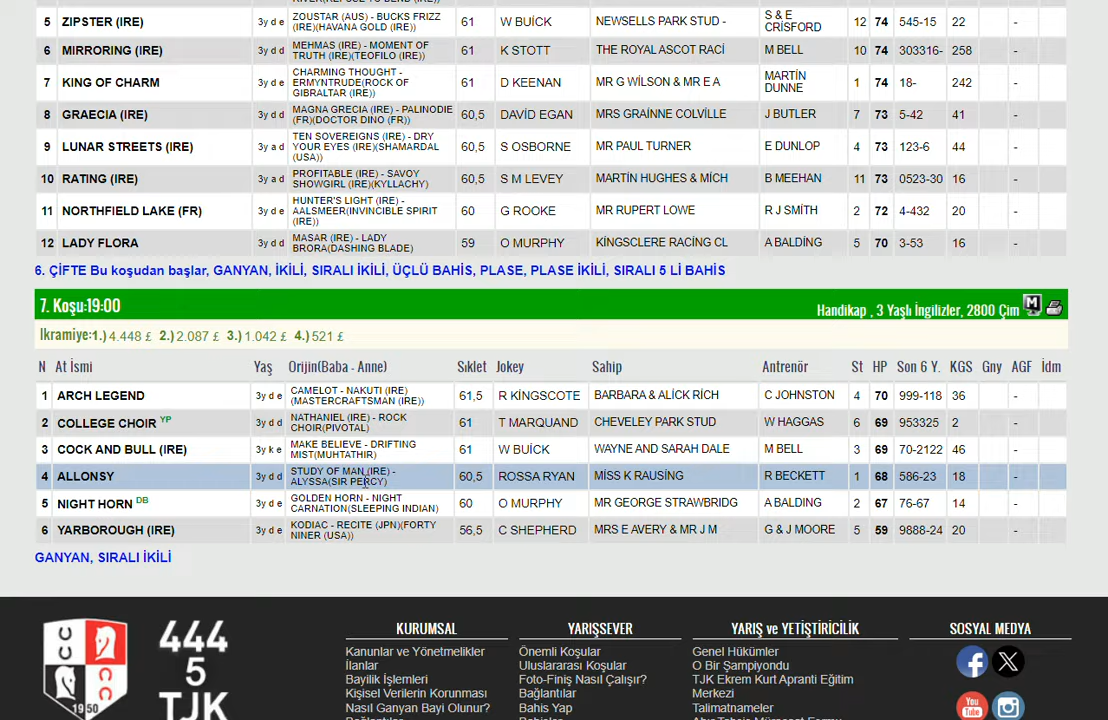 5 ZIPSTER (IRE) 3y d e ZOUSTAR (AUS) - BUCKS FRIZZ (IRE)(HAVANA GOLD (IRE)) 61 W BUİCK NEWSELLS PARK STUD - S & E CRİSFORD 12 74 545-15 22 -
6 MIRRORING (IRE) 3y d d MEHMAS (IRE) - MOMENT OF TRUTH (IRE)(TEOFILO (IRE)) 61 K STOTT THE ROYAL ASCOT RACİ M BELL 10 74 303316- 258 -
7 KING OF CHARM 3y d e CHARMING THOUGHT - ERMYNTRUDE(ROCK OF GIBRALTAR (IRE)) 61 D KEENAN MR G WİLSON & MR E A MARTİN DUNNE 1 74 18- 242 -
8 GRAECIA (IRE) 3y d d MAGNA GRECIA (IRE) - PALINODIE (FR)(DOCTOR DINO (FR)) 60,5 DAVİD EGAN MRS GRAİNNE COLVİLLE J BUTLER 7 73 5-42 41 -
9 LUNAR STREETS (IRE) 3y a d TEN SOVEREIGNS (IRE) - DRY YOUR EYES (IRE)(SHAMARDAL (USA)) 60,5 S OSBORNE MR PAUL TURNER E DUNLOP 4 73 123-6 44 -
10 RATING (IRE) 3y a d PROFITABLE (IRE) - SAVOY SHOWGIRL (IRE)(KYLLACHY) 60,5 S M LEVEY MARTİN HUGHES & MİCH B MEEHAN 11 73 0523-30 16 -
11 NORTHFIELD LAKE (FR) 3y d e HUNTER'S LIGHT (IRE) - AALSMEER(INVINCIBLE SPIRIT (IRE)) 60 G ROOKE MR RUPERT LOWE R J SMİTH 2 72 4-432 20 -
12 LADY FLORA 3y d d MASAR (IRE) - LADY BRORA(DASHING BLADE) 59 O MURPHY KİNGSCLERE RACİNG CL A BALDİNG 5 70 3-53 16 -
6. ÇİFTE Bu koşudan başlar, GANYAN, İKİLİ, SIRALI İKİLİ, ÜÇLÜ BAHİS, PLASE, PLASE İKİLİ, SIRALI 5 Lİ BAHİS
7. Koşu:19:00 Handikap , 3 Yaşlı İngilizler, 2800 Çim M
Ikramiye:1.) 4.448 £ 2.) 2.087 £ 3.) 1.042 £ 4.) 521 £
N At İsmi Yaş Orijin(Baba - Anne) Sıklet Jokey Sahip Antrenör St HP Son 6 Y. KGS Gny AGF İdm
1 ARCH LEGEND 3y d e CAMELOT - NAKUTI (IRE) (MASTERCRAFTSMAN (IRE)) 61,5 R KİNGSCOTE BARBARA & ALİCK RİCH C JOHNSTON 4 70 999-118 36 -
2 COLLEGE CHOIR YP 3y d d NATHANIEL (IRE) - ROCK CHOIR(PIVOTAL) 61 T MARQUAND CHEVELEY PARK STUD W HAGGAS 6 69 953325 2 -
3 COCK AND BULL (IRE) 3y k e MAKE BELIEVE - DRIFTING MIST(MUHTATHIR) 61 W BUİCK WAYNE AND SARAH DALE M BELL 3 69 70-2122 46 -
4 ALLONSY 3y d d STUDY OF MAN (IRE) - ALYSSA(SIR PERCY) 60,5 ROSSA RYAN MİSS K RAUSİNG R BECKETT 1 68 586-23 18 -
5 NIGHT HORN DB 3y d e GOLDEN HORN - NIGHT CARNATION(SLEEPING INDIAN) 60 O MURPHY MR GEORGE STRAWBRIDG A BALDING 2 67 76-67 14 -
6 YARBOROUGH (IRE) 3y d e KODIAC - RECITE (JPN)(FORTY NINER (USA)) 56,5 C SHEPHERD MRS E AVERY & MR J M G & J MOORE 5 59 9888-24 20 -
GANYAN, SIRALI İKİLİ
444 5 TJK
1950
KURUMSAL YARIŞSEVER YARIŞ ve YETİŞTİRİCİLİK SOSYAL MEDYA
Kanunlar ve Yönetmelikler Önemli Koşular Genel Hükümler
İlanlar Uluslararası Koşular O Bir Şampiyondu
Bayilik İşlemleri Foto-Finiş Nasıl Çalışır? TJK Ekrem Kurt Apranti Eğitim Merkezi
Kişisel Verilerin Korunması Bağlantılar
Nasıl Ganyan Bayi Olunur? Bahis Yap Talimatnameler